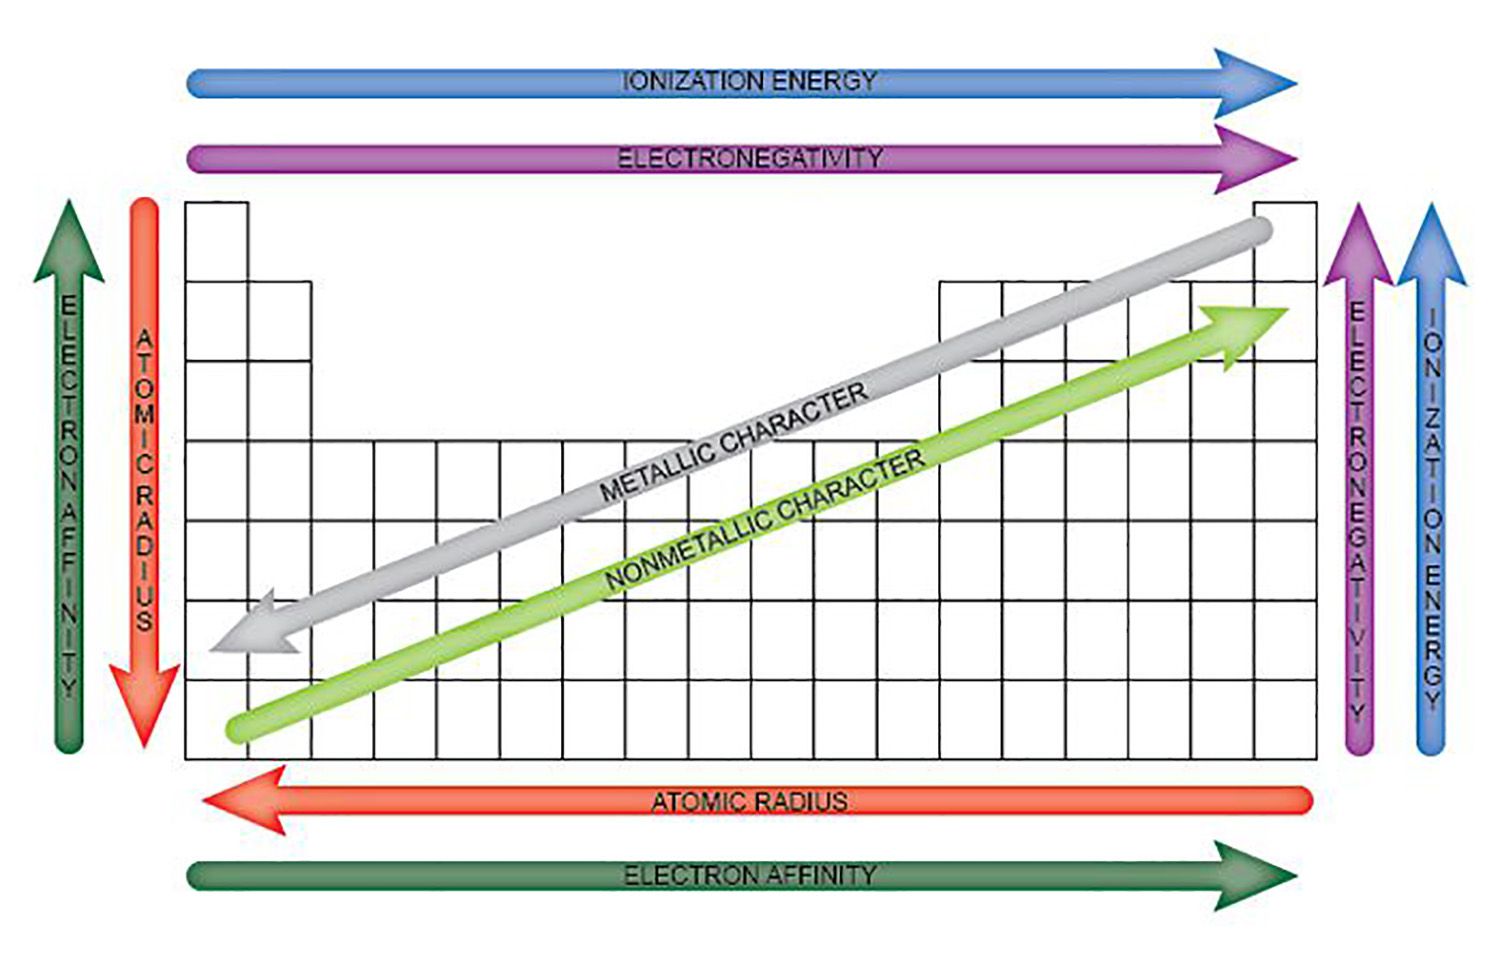 IONIZATION ENERGY
ELECTRONEGATIVITY
ELECTRON AFFINITY
ATOMIC RADIUS
METALLIC CHARACTER
NONMETALLIC CHARACTER
ELECTRONEGATIVITY
IONIZATION ENERGY
ATOMIC RADIUS
ELECTRON AFFINITY